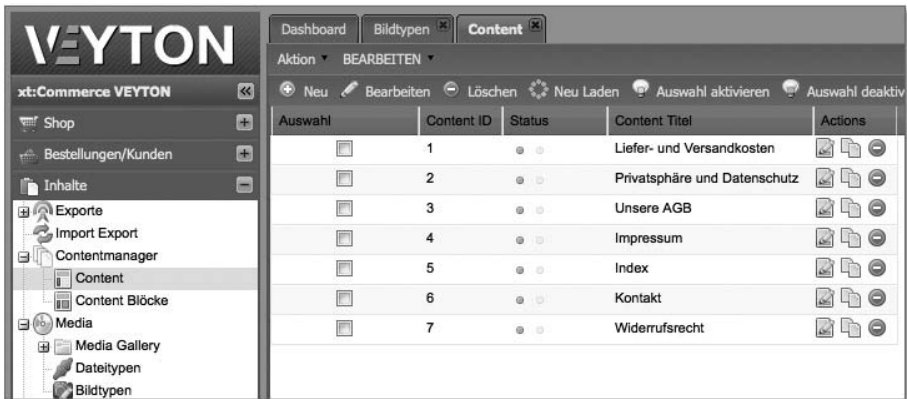 VEYTON
xt:Commerce VEYTON
Shop
Bestellungen/Kunden
Inhalte
Exporte
Import Export
Contentmanager
Content
Content Blöcke
Media
Media Gallery
Dateitypen
Bildtypen
Dashboard Bildtypen Content
Aktion BEARBEITEN
Neu Bearbeiten Löschen Neu Laden Auswahl aktivieren Auswahl deaktiv
Auswahl Content ID Status Content Titel Actions
1 Liefer- und Versandkosten
2 Privatsphäre und Datenschutz
3 Unsere AGB
4 Impressum
5 Index
6 Kontakt
7 Widerrufsrecht